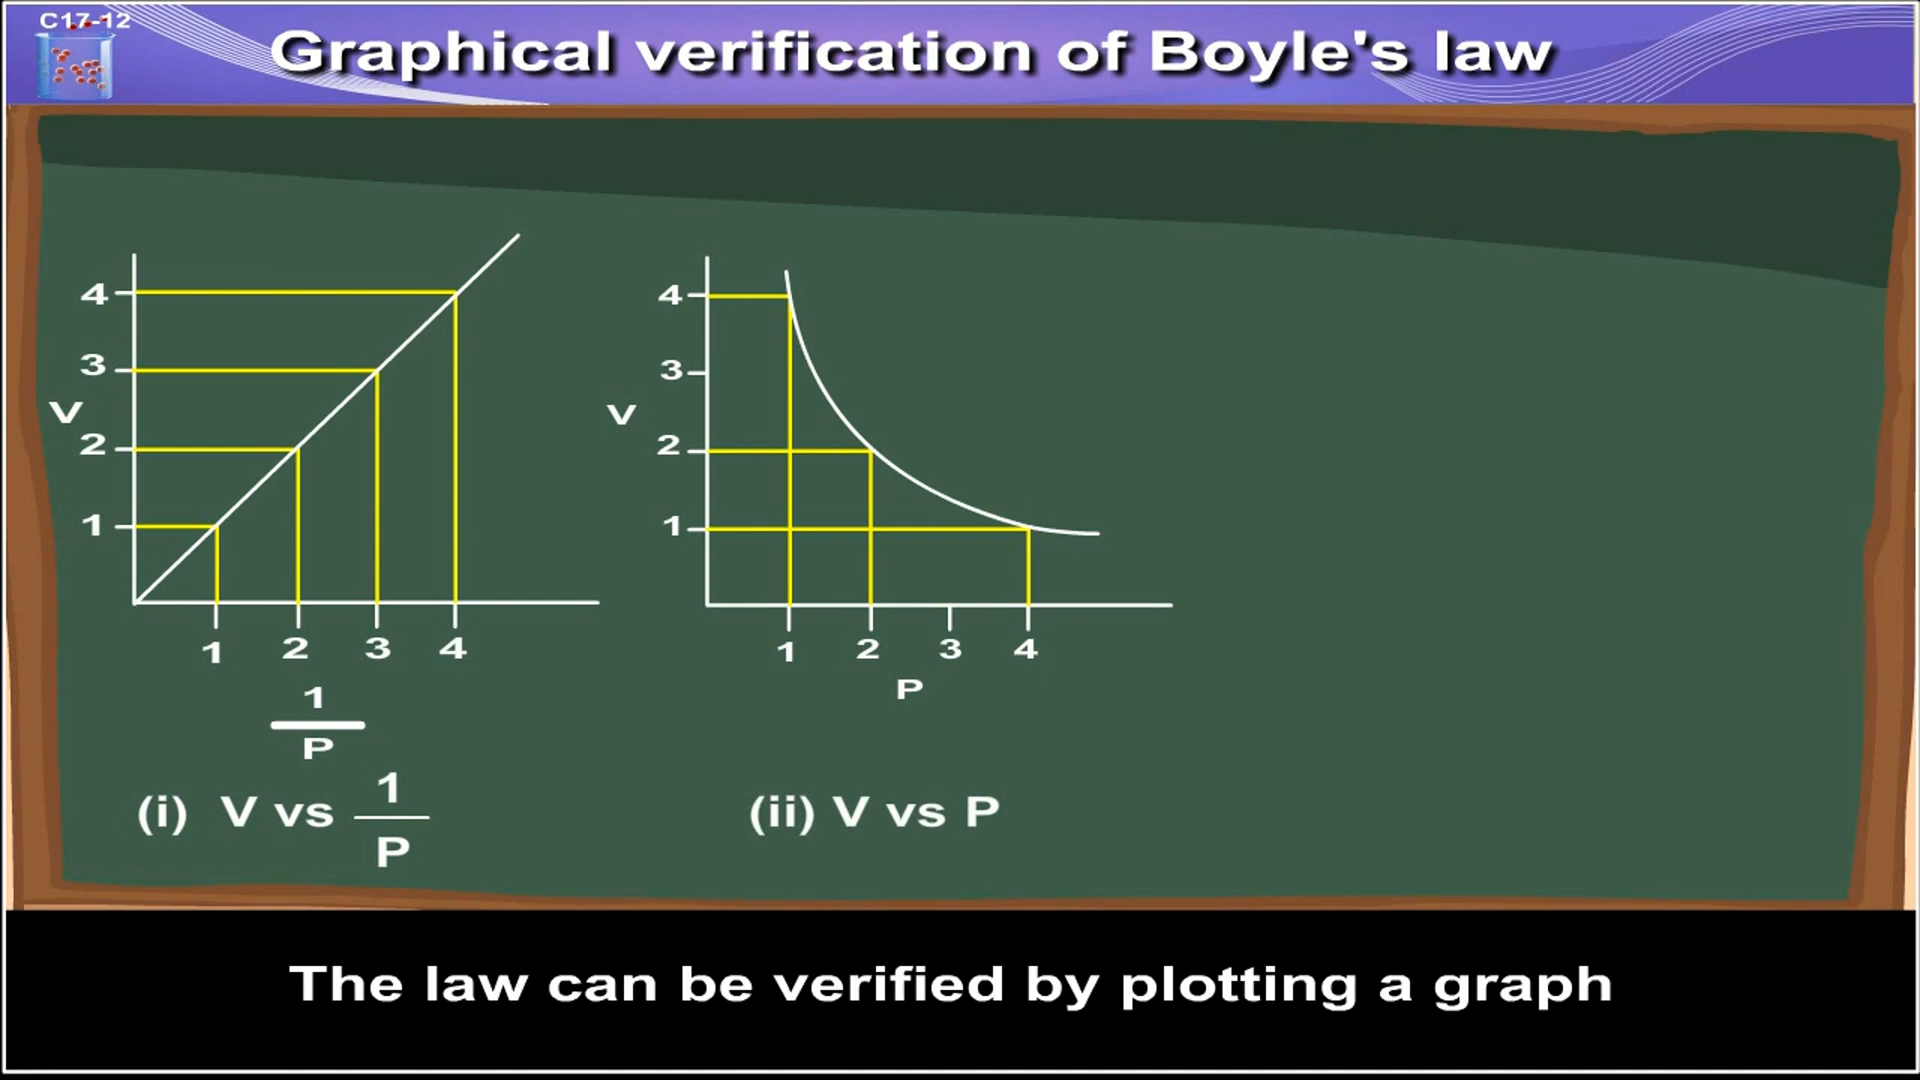 C17-12
Graphical verification of Boyle's law
4
3
V
2
1
1 2 3 4
1
P
(i) V vs 1
P
4
3
V
2
1
1 2 3 4
P
(ii) V vs P
The law can be verified by plotting a graph